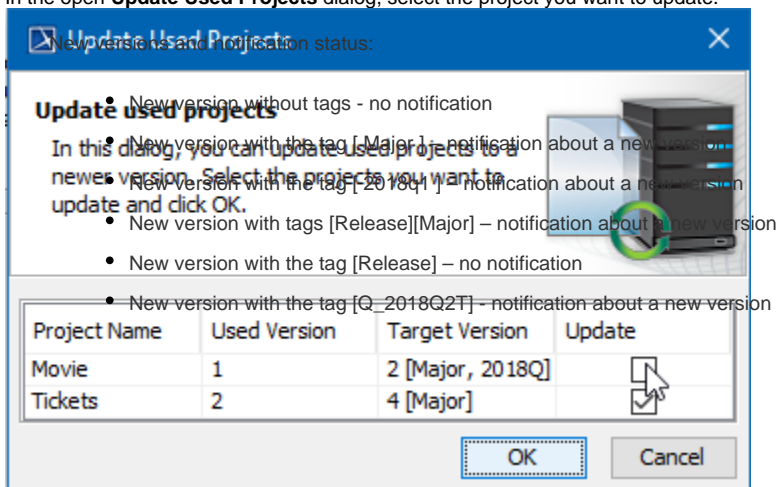 In the open Update Used Projects dialog, select the project you want to update.
Update Used Projects
New versions and notification status:
Update used projects
In this dialog, you can update used projects to a
newer version. Select the projects you want to
update and click OK.
New version without tags - no notification
New version with the tag [ Major ] – notification about a new version
New version with the tag [ 2018q1 ] – notification about a new version
New version with tags [Release][Major] – notification about a new version
New version with the tag [Release] – no notification
New version with the tag [Q_2018Q2T] - notification about a new version
Project Name Used Version Target Version Update
Movie 1 2 [Major, 2018Q]
Tickets 2 4 [Major]
OK Cancel